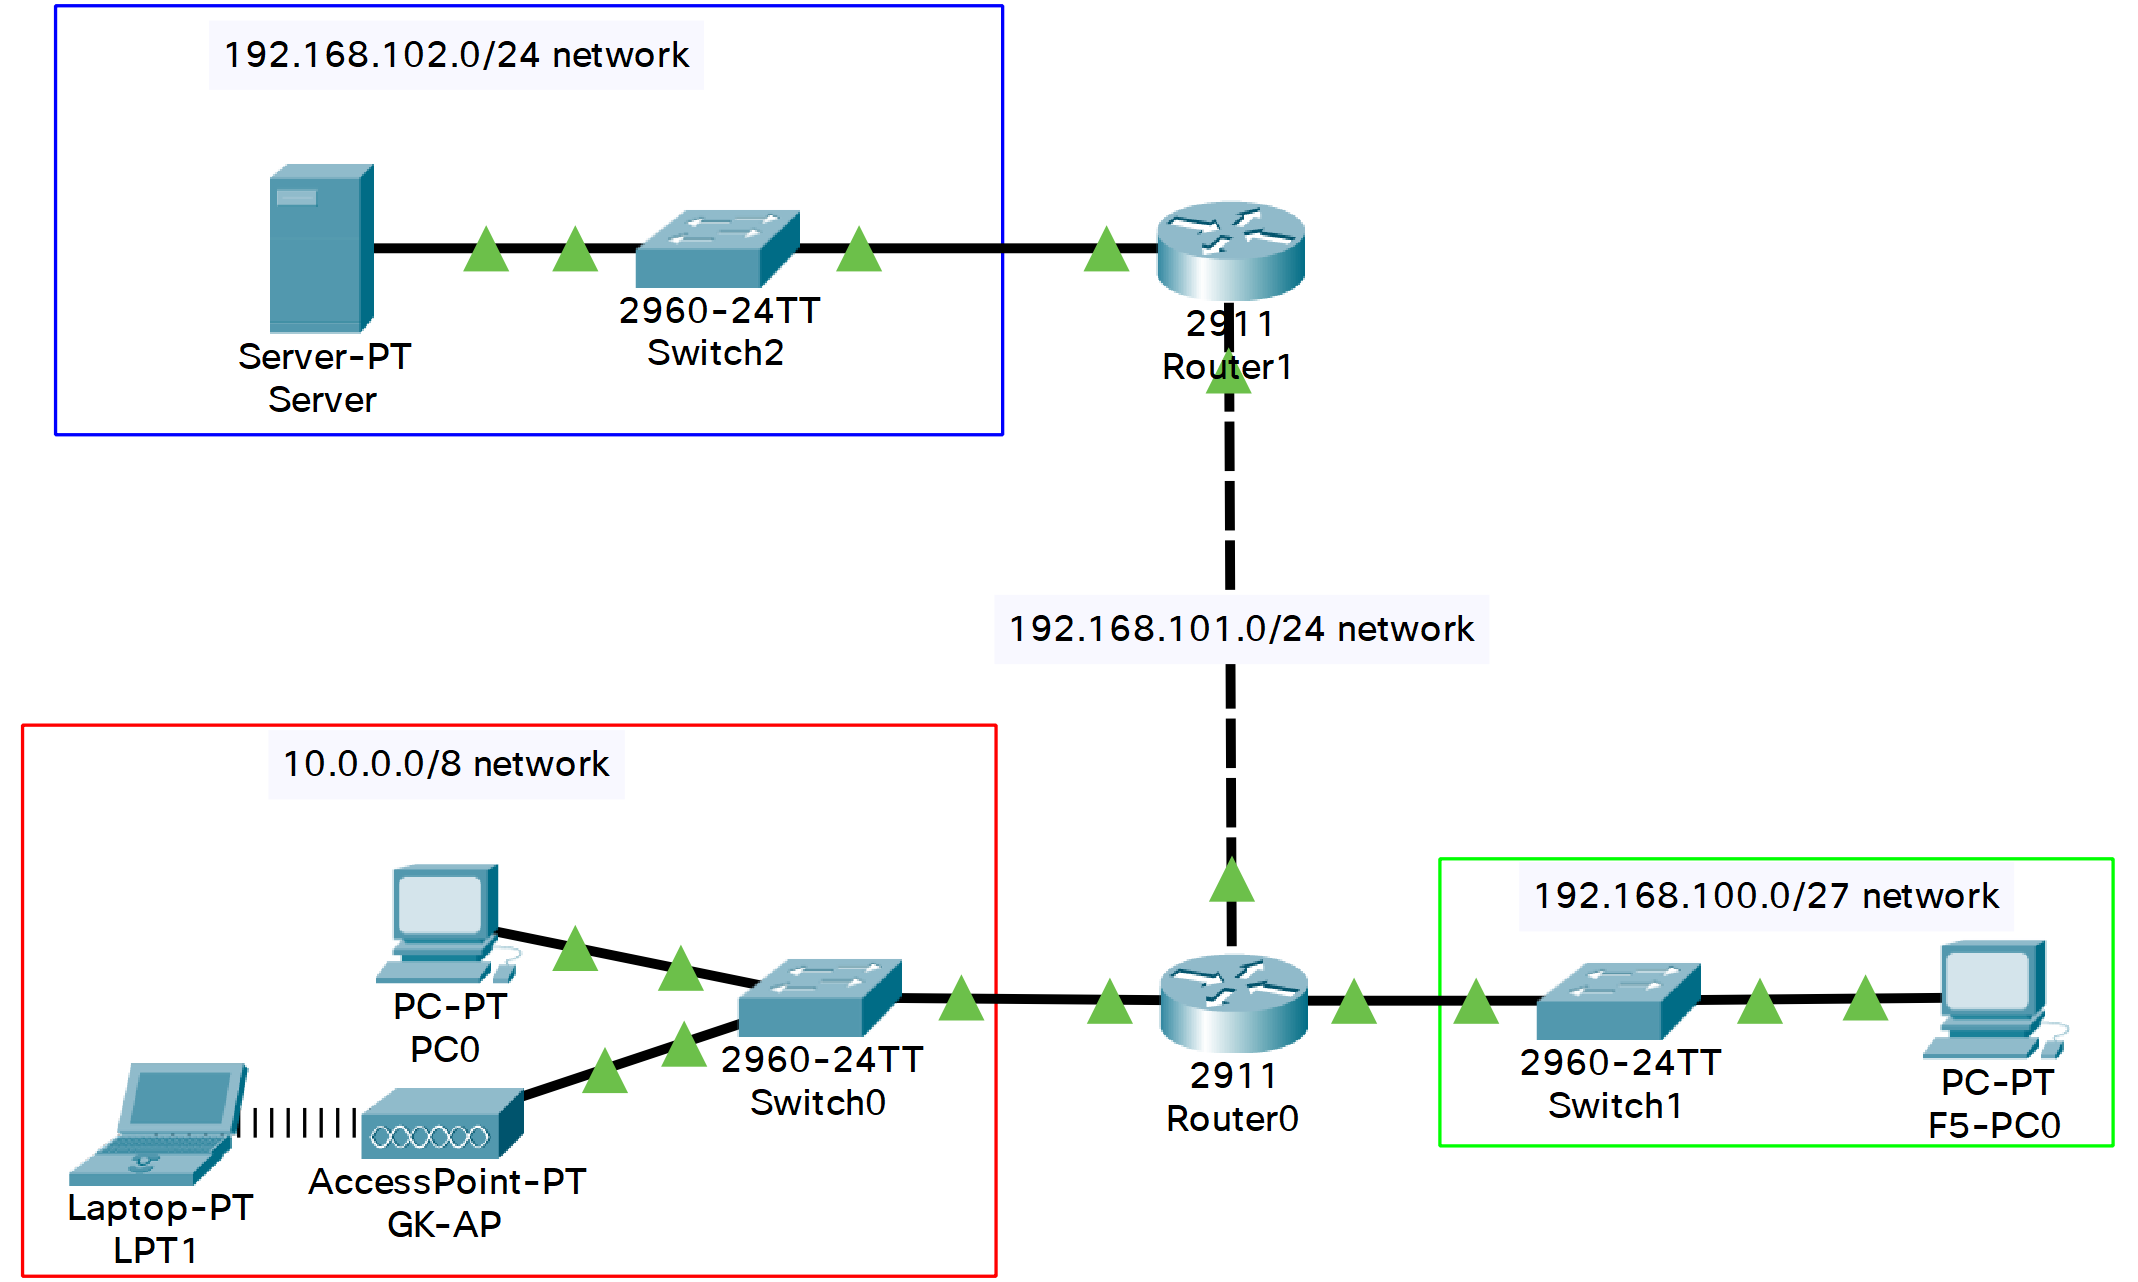 192.168.102.0/24 network
Server-PT
Server
2960-24TT
Switch2
2911
Router1
192.168.101.0/24 network
10.0.0.0/8 network
PC-PT
PC0
Laptop-PT
LPT1
AccessPoint-PT
GK-AP
2960-24TT
Switch0
2911
Router0
192.168.100.0/27 network
2960-24TT
Switch1
PC-PT
F5-PC0